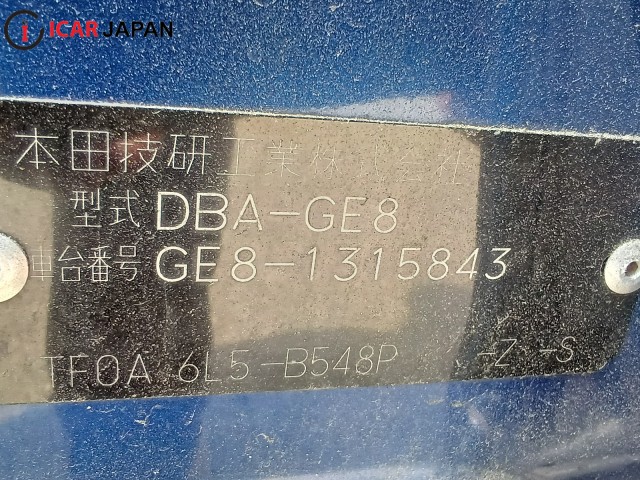 ICAR JAPAN
本田技研工業株式会社
型式 DBA-GE8
車台番号 GE8-1315843
TF0A 6L5-B548P -Z -S